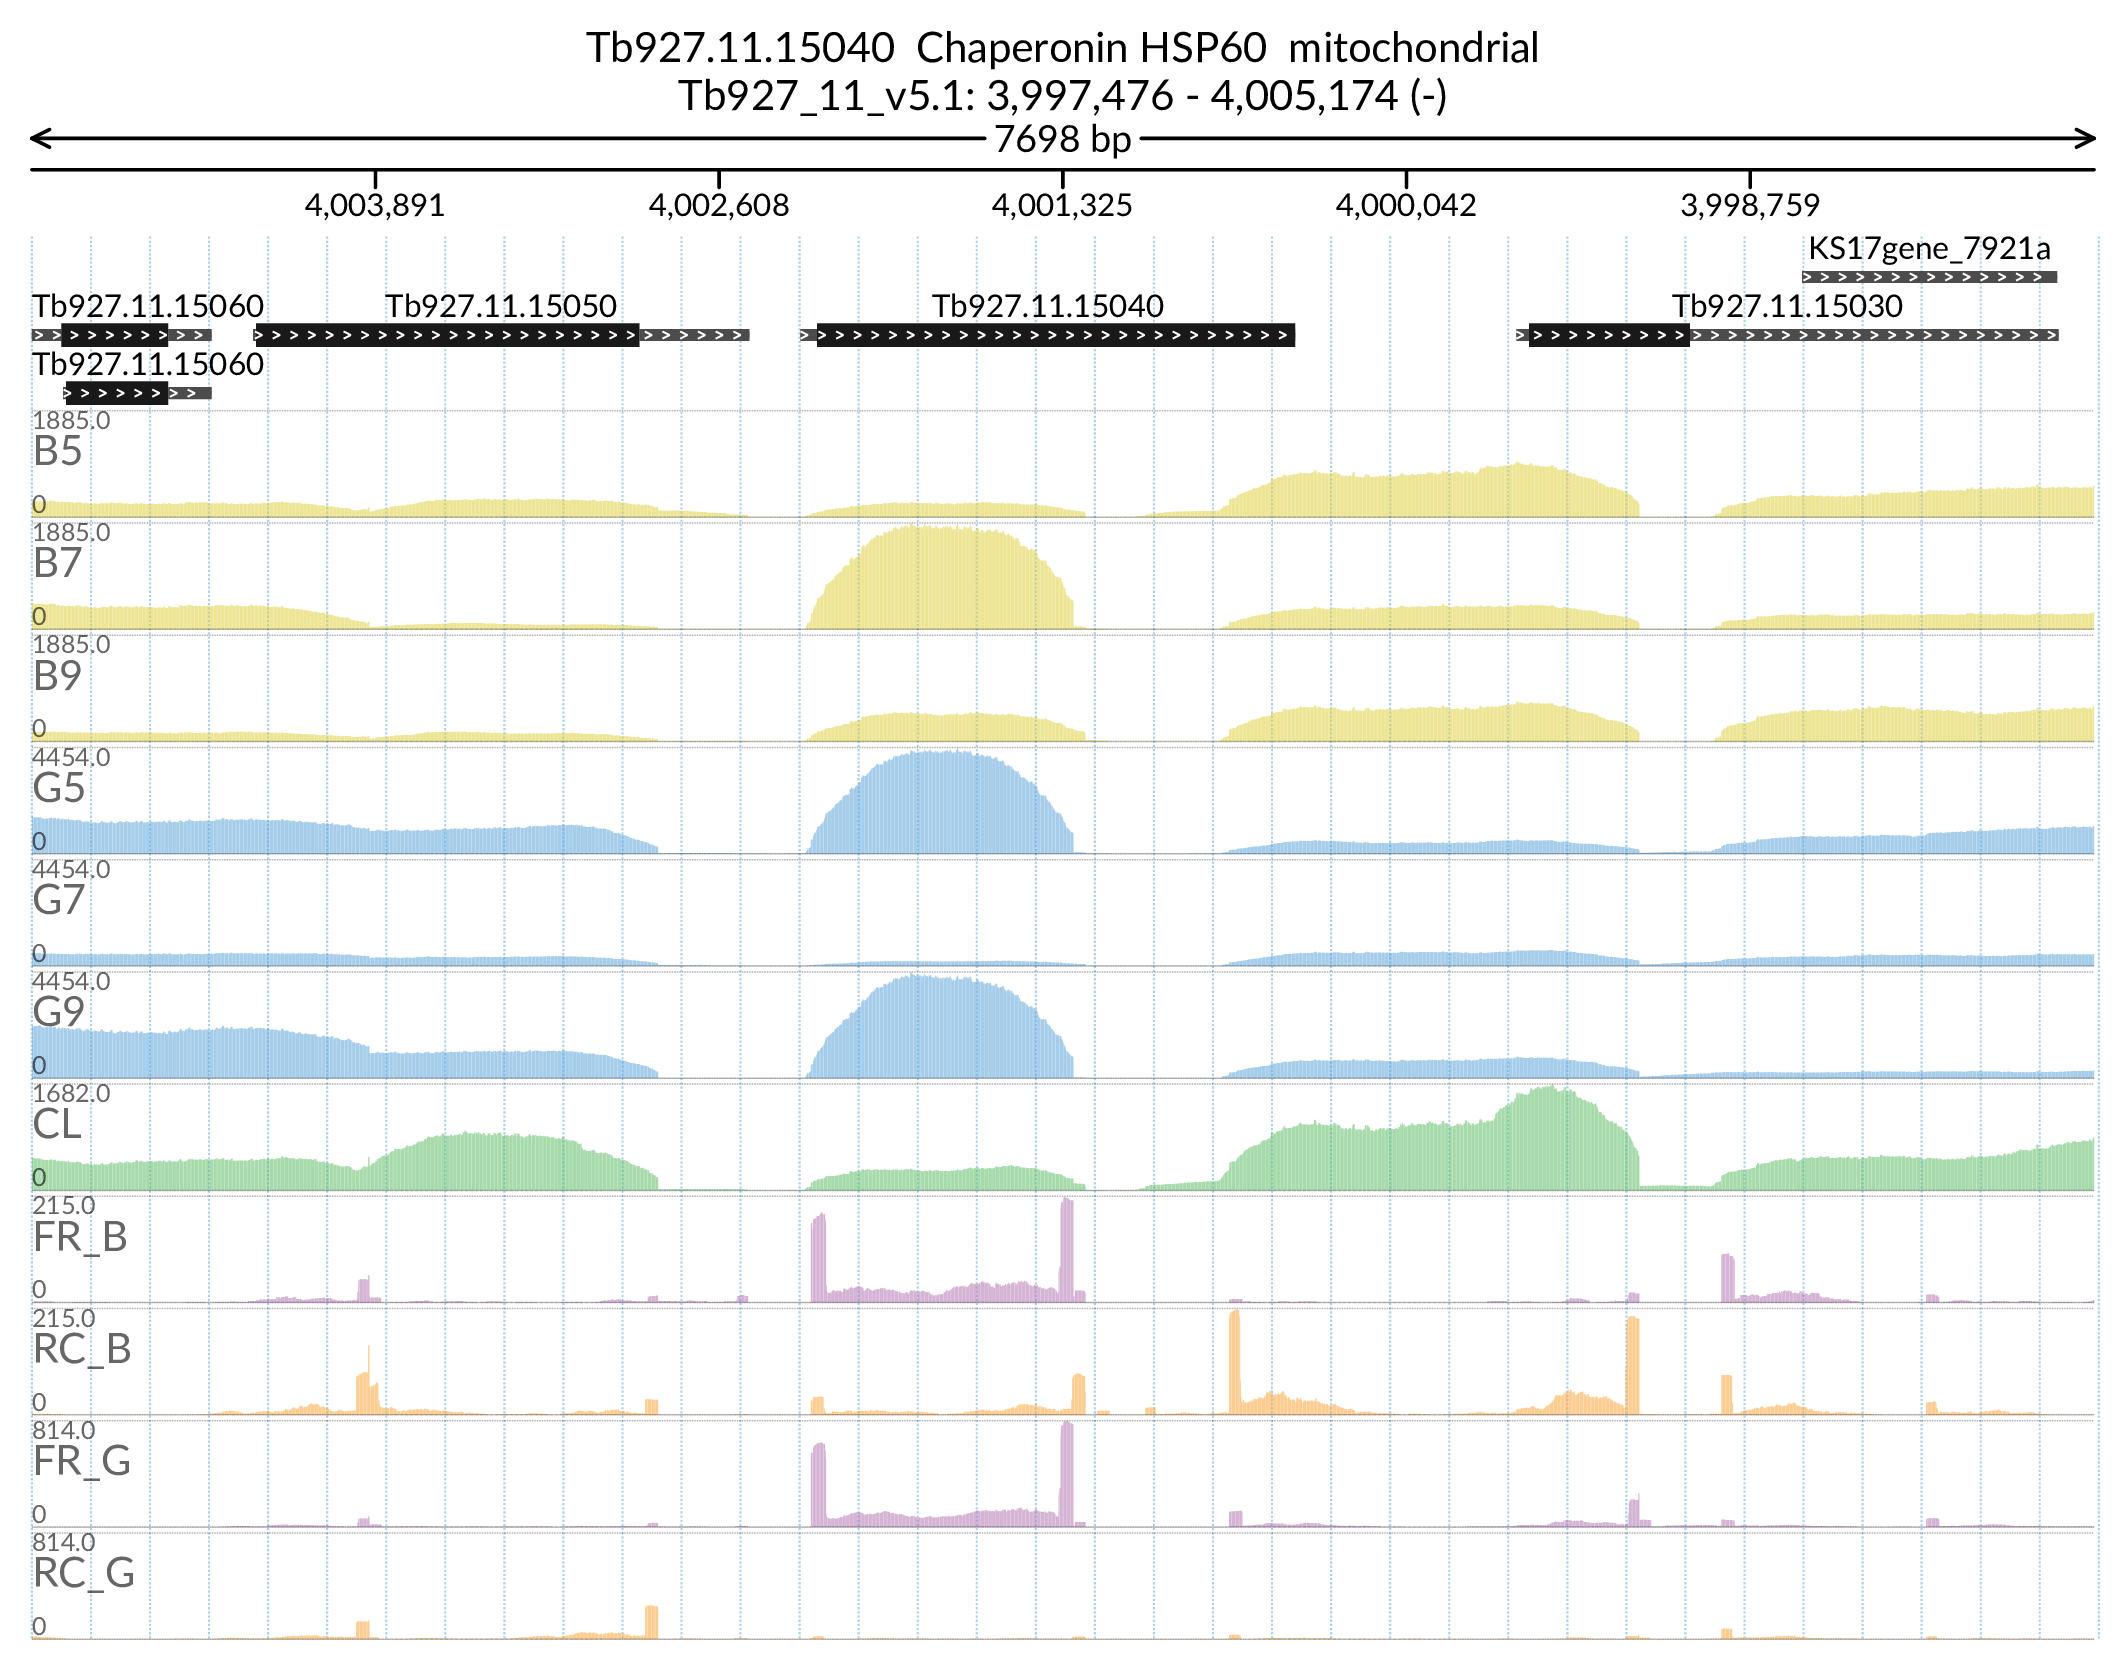 Tb927.11.15040  Chaperonin HSP60  mitochondrial
Tb927_11_v5.1: 3,997,476 - 4,005,174 (-)
7698 bp
4,003,891 4,002,608 4,001,325 4,000,042 3,998,759
KS17gene_7921a
Tb927.11.15060 Tb927.11.15050 Tb927.11.15040 Tb927.11.15030
Tb927.11.15060
1885.0
B5
0
1885.0
B7
0
1885.0
B9
0
4454.0
G5
0
4454.0
G7
0
4454.0
G9
0
1682.0
CL
0
215.0
FR_B
0
215.0
RC_B
0
814.0
FR_G
0
814.0
RC_G
0